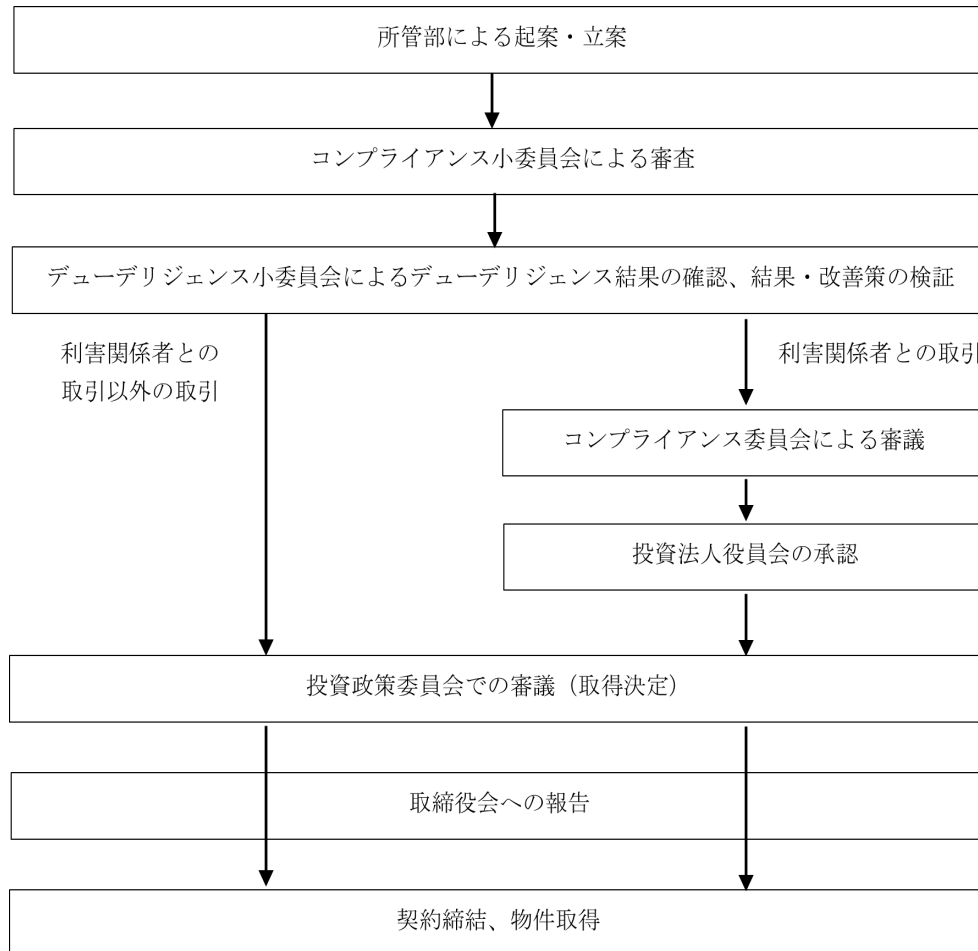 所管部による起案・立案
コンプライアンス小委員会による審査
デューデリジェンス小委員会によるデューデリジェンス結果の確認、結果・改善策の検証
利害関係者との
取引以外の取引
利害関係者との取引
コンプライアンス委員会による審議
投資法人役員会の承認
投資政策委員会での審議（取得決定）
取締役会への報告
契約締結、物件取得